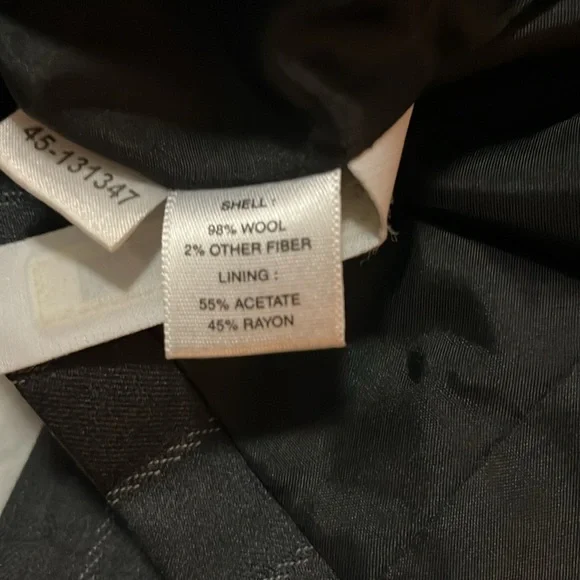 45-131347
SHELL :
98% WOOL
2% OTHER FIBER
LINING :
55% ACETATE
45% RAYON